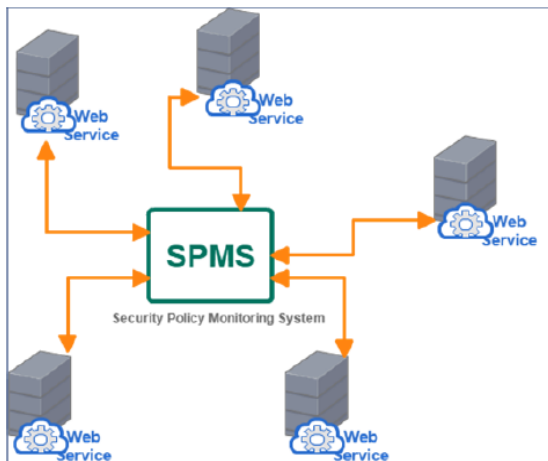 Web
Service
Web
Service
Web
Service
SPMS
Security Policy Monitoring System
Web
Service
Web
Service